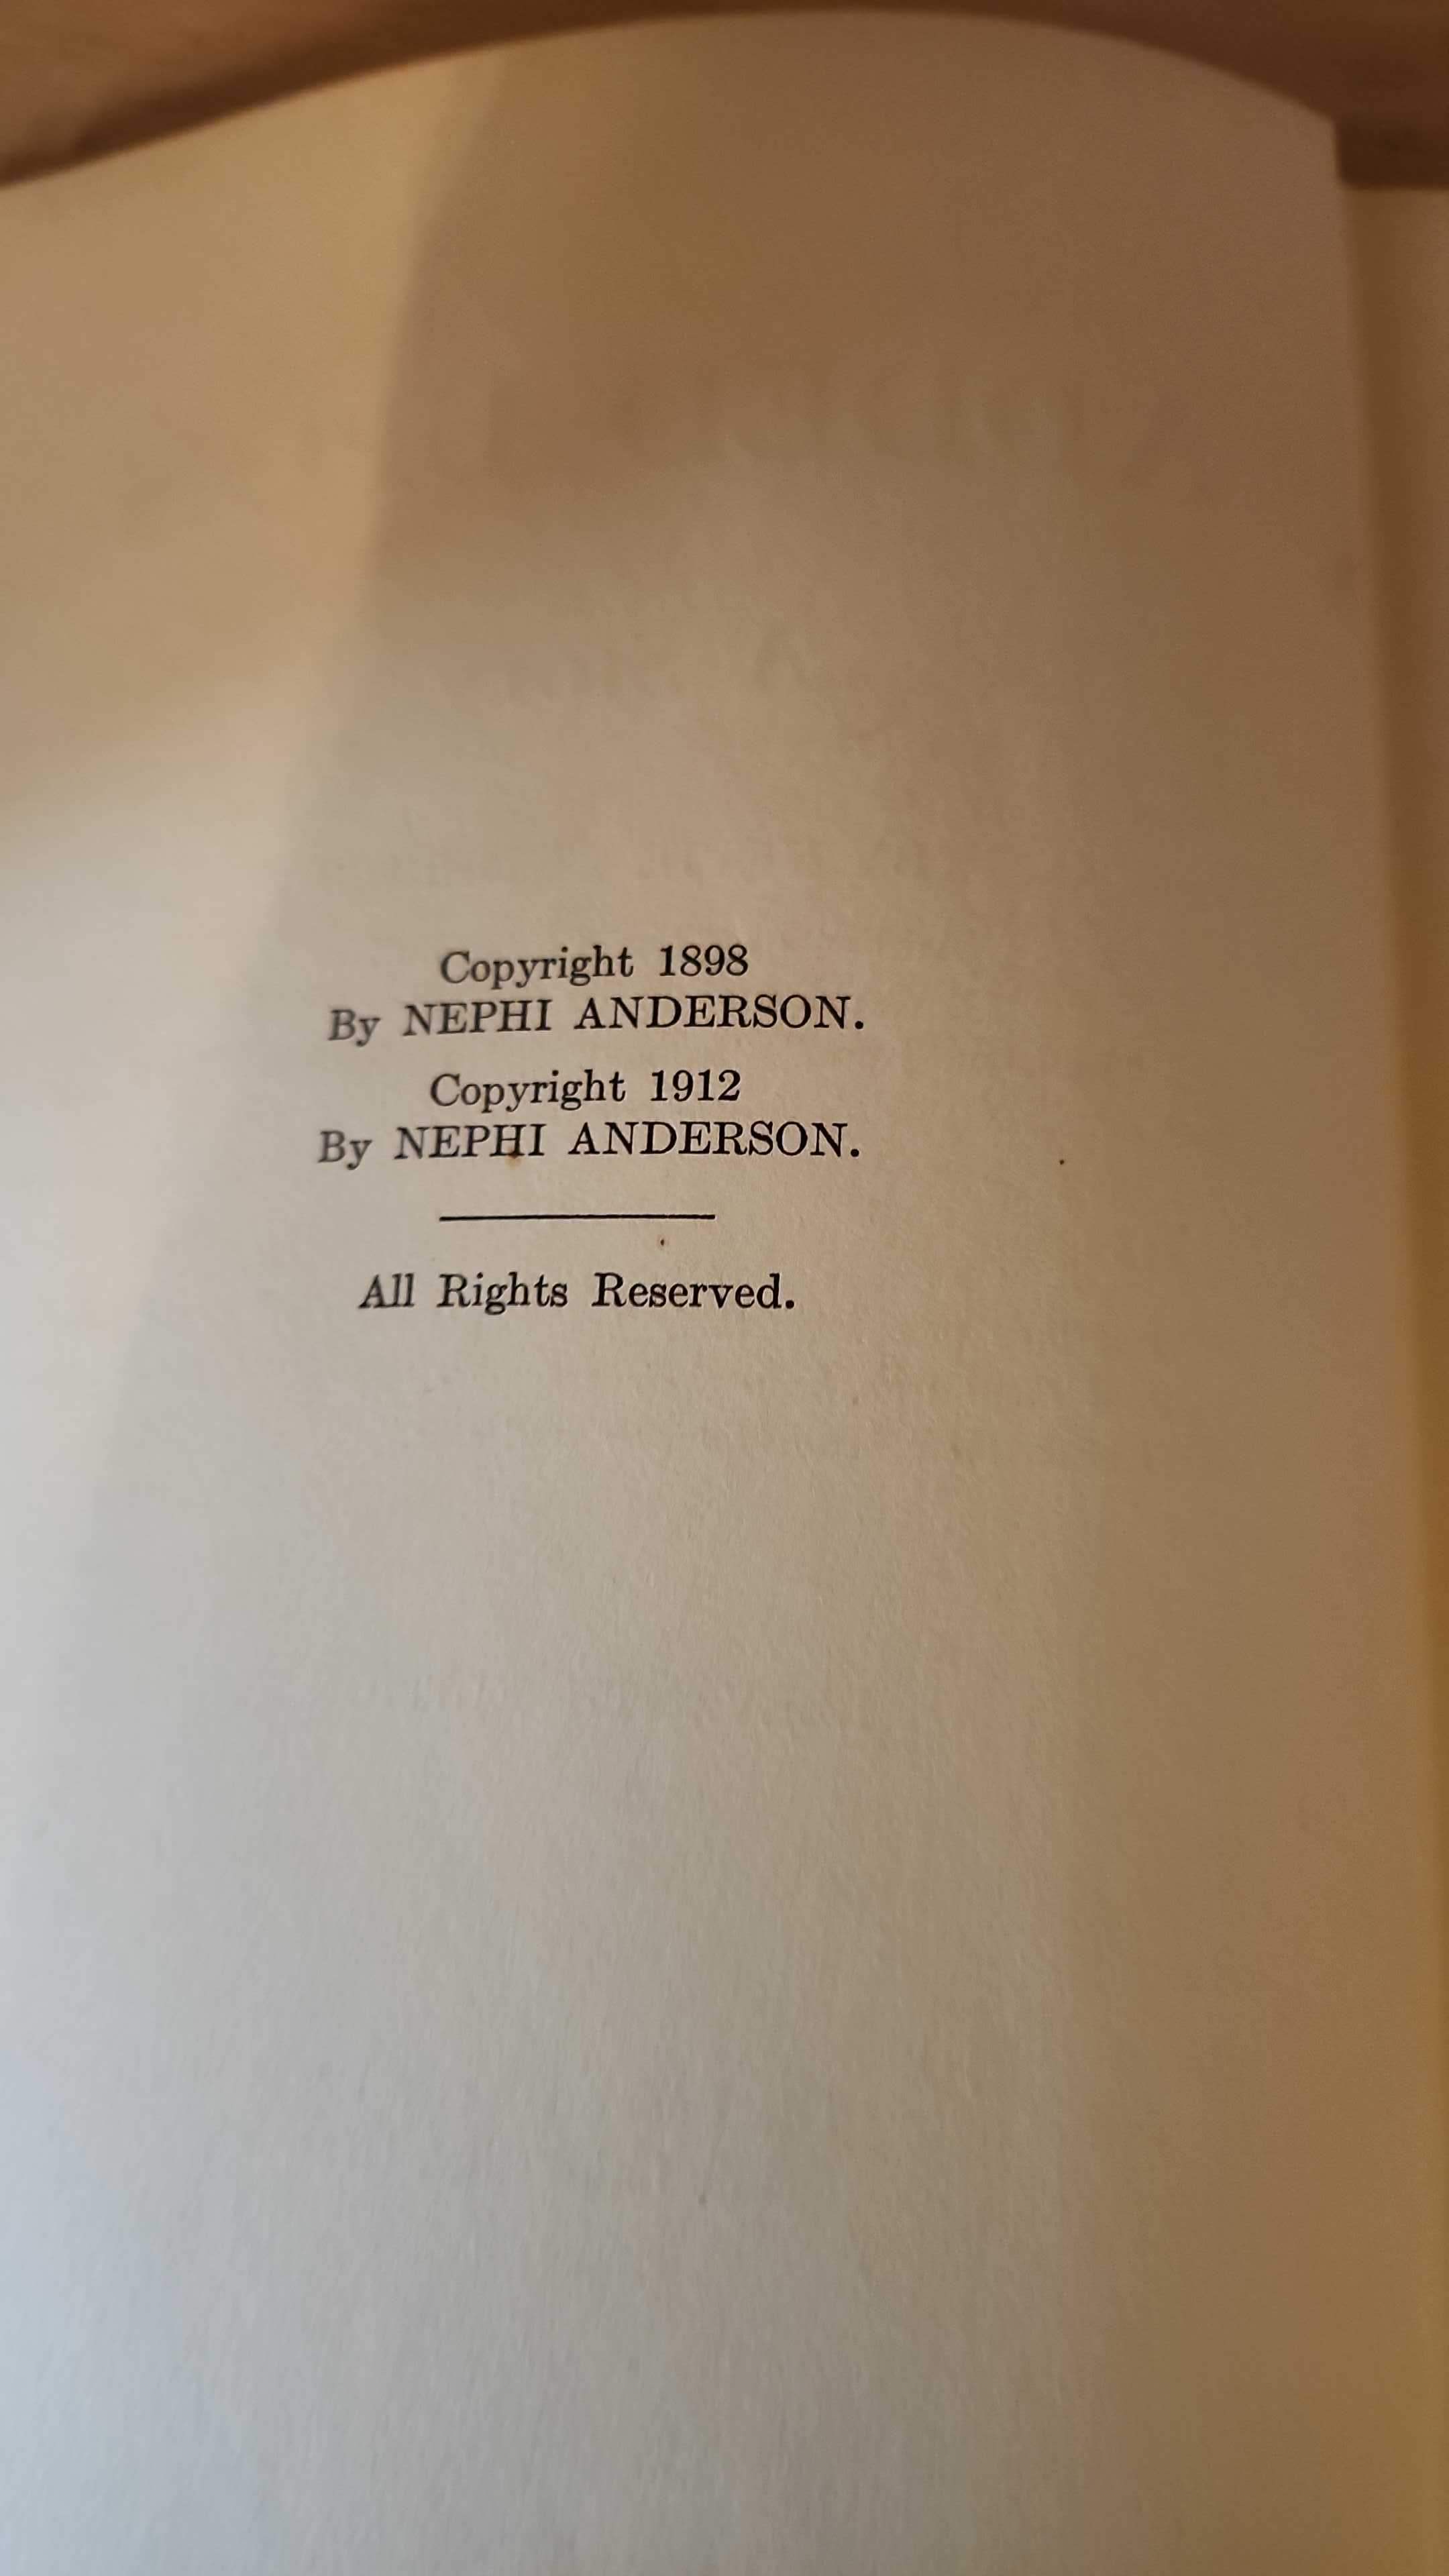 Copyright 1898
By NEPHI ANDERSON.
Copyright 1912
By NEPHI ANDERSON.
All Rights Reserved.